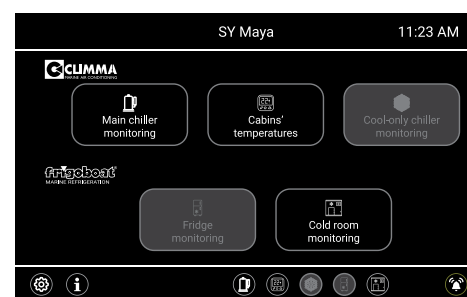 SY Maya
11:23 AM
CLIMMA
MARINE AIR CONDITIONING
Main chiller
monitoring
Cabins'
temperatures
Cool-only chiller
monitoring
frigoboat
MARINE REFRIGERATION
Fridge
monitoring
Cold room
monitoring